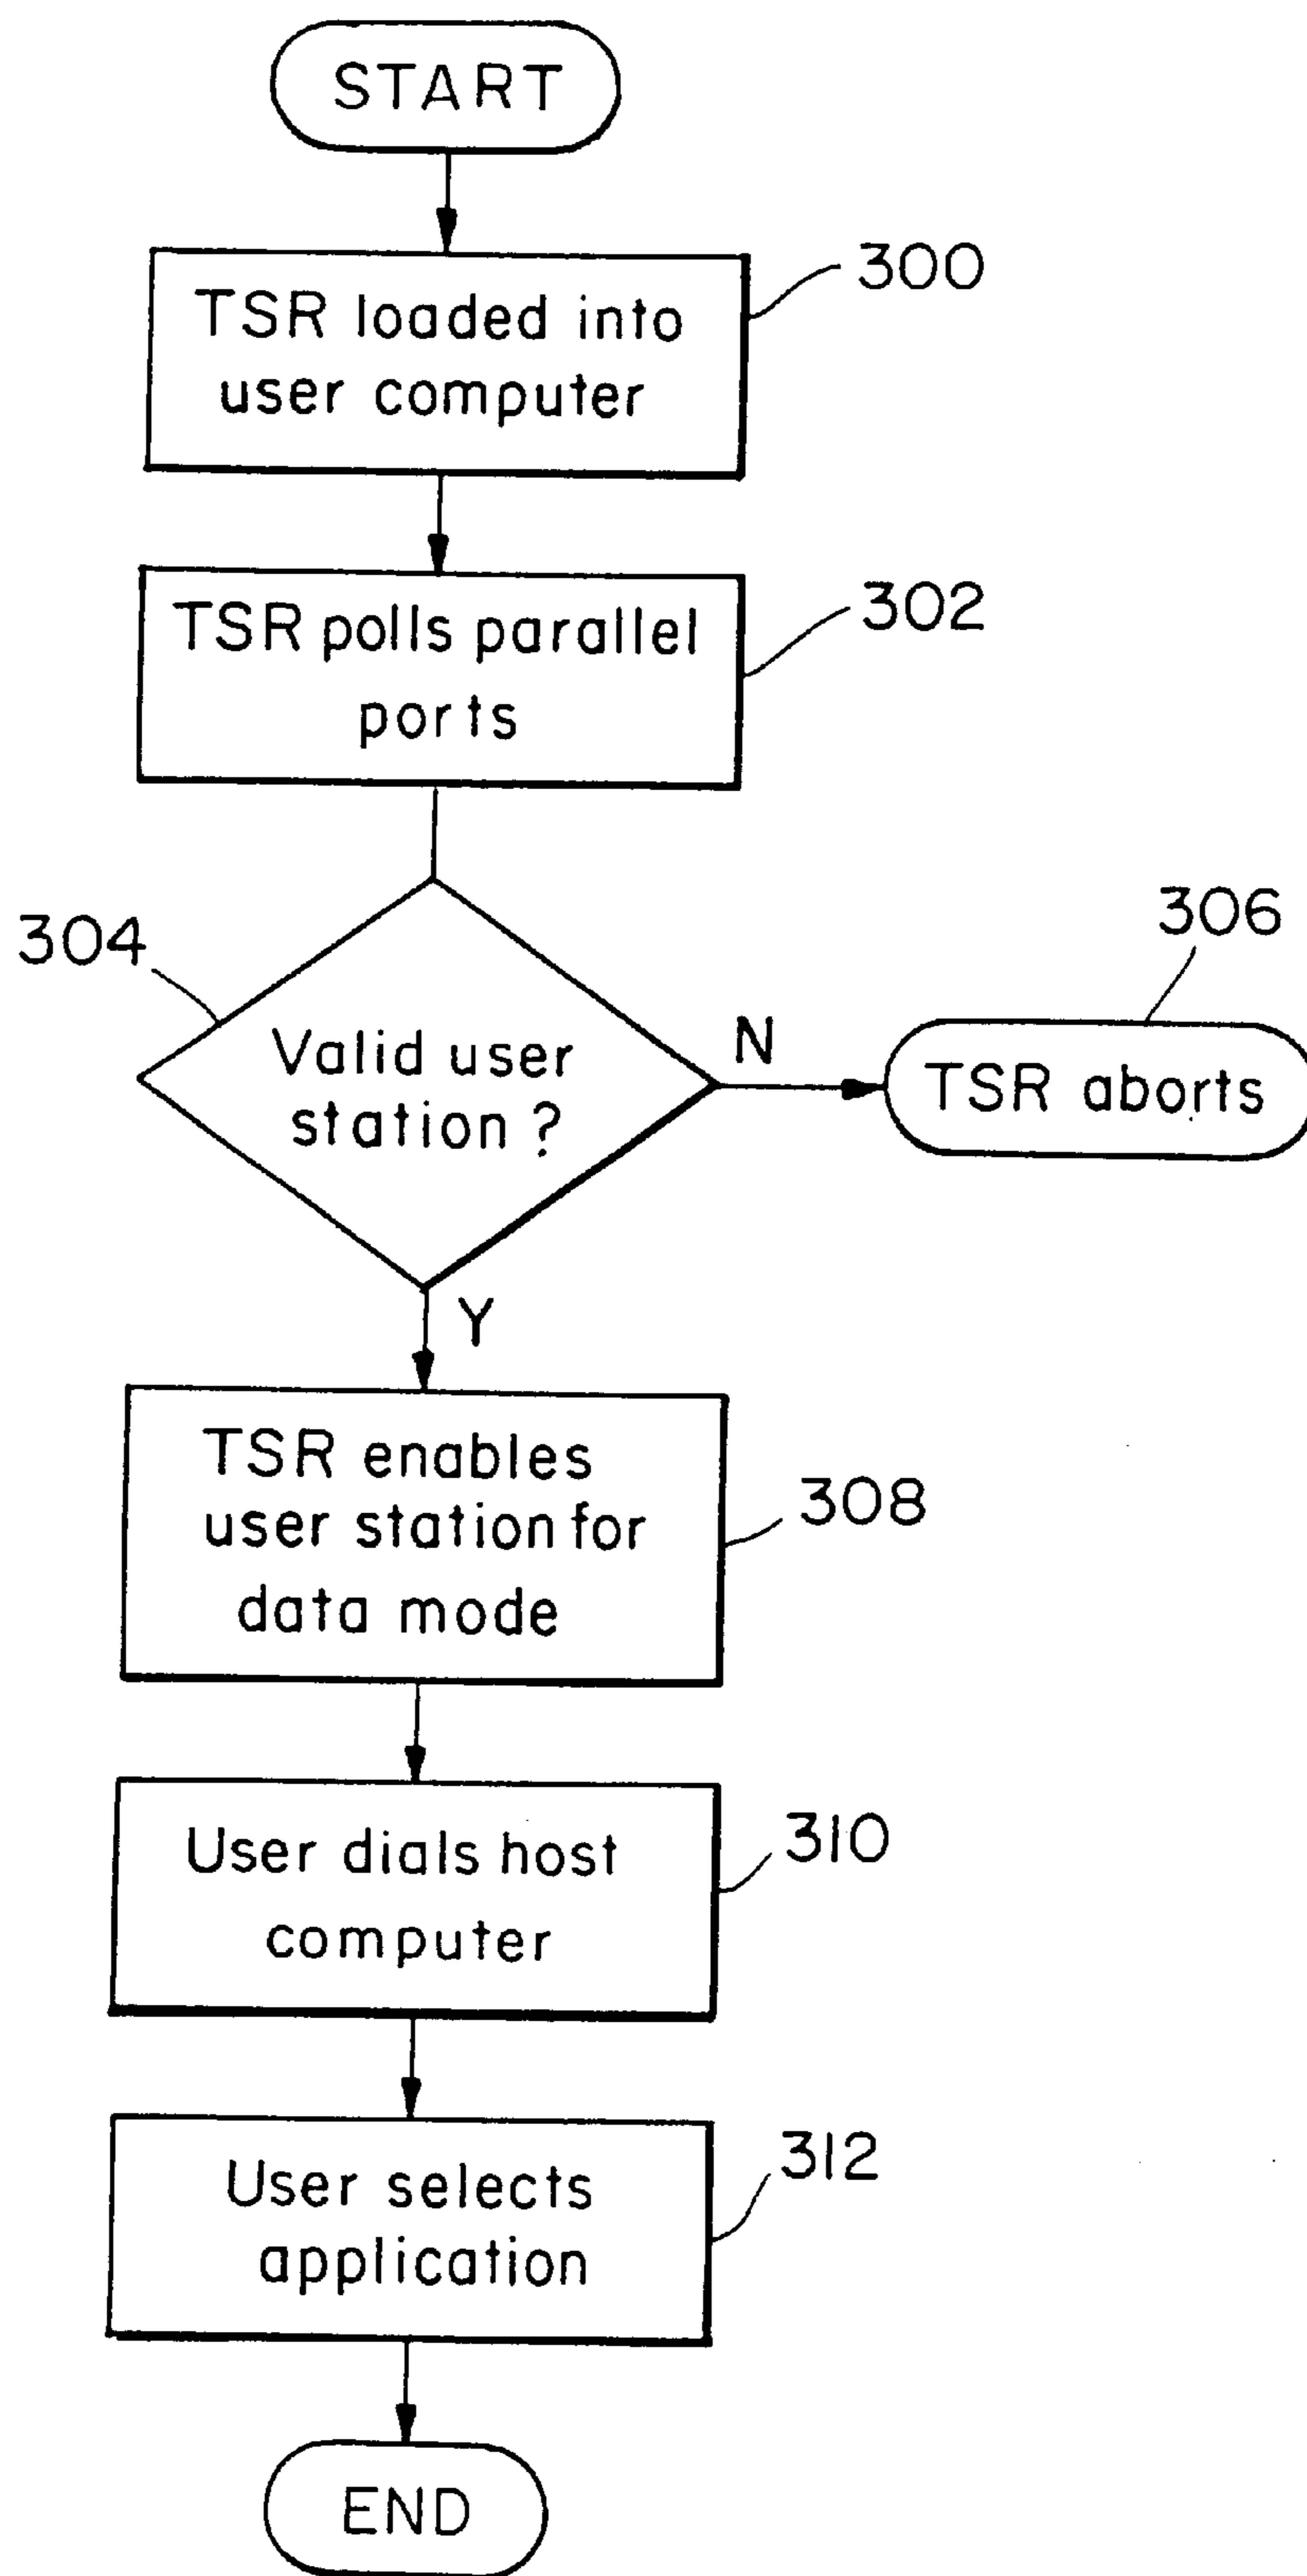 START
300
TSR loaded into
user computer
302
TSR polls parallel
ports
304
306
Valid user
station ?
N
TSR aborts
Y
TSR enables
user station for
data mode
308
User dials host
computer
310
User selects
application
312
END